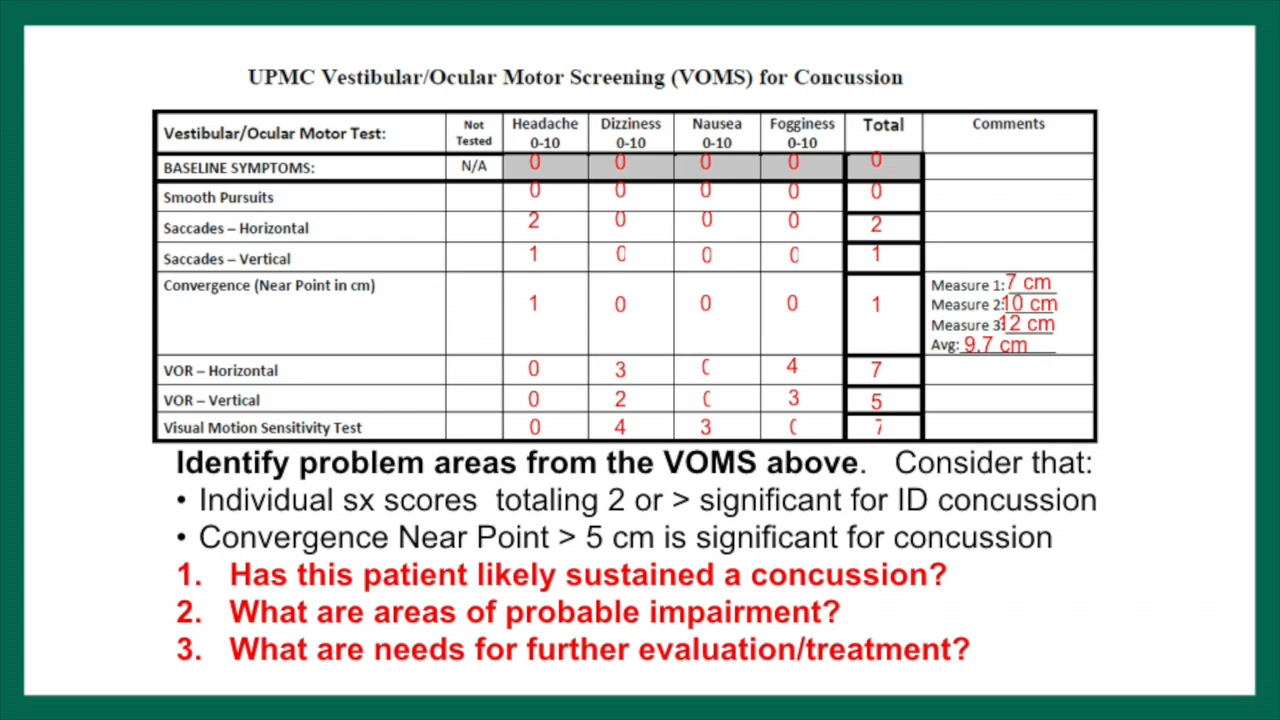 UPMC Vestibular/Ocular Motor Screening (VOMS) for Concussion
Vestibular/Ocular Motor Test: Not Tested Headache 0-10 Dizziness 0-10 Nausea 0-10 Fogginess 0-10 Total Comments
BASELINE SYMPTOMS: N/A 0 0 0 0 0
Smooth Pursuits 0 0 0 0 0
Saccades – Horizontal 2 0 0 0 2
Saccades – Vertical 1 0 0 0 1
Convergence (Near Point in cm) 1 0 0 0 1
Measure 1: 7 cm
Measure 2: 10 cm
Measure 3: 12 cm
Avg: 9.7 cm
VOR – Horizontal 0 3 0 4 7
VOR – Vertical 0 2 0 3 5
Visual Motion Sensitivity Test 0 4 3 0 7
Identify problem areas from the VOMS above. Consider that:
• Individual sx scores totaling 2 or > significant for ID concussion
• Convergence Near Point > 5 cm is significant for concussion
1. Has this patient likely sustained a concussion?
2. What are areas of probable impairment?
3. What are needs for further evaluation/treatment?